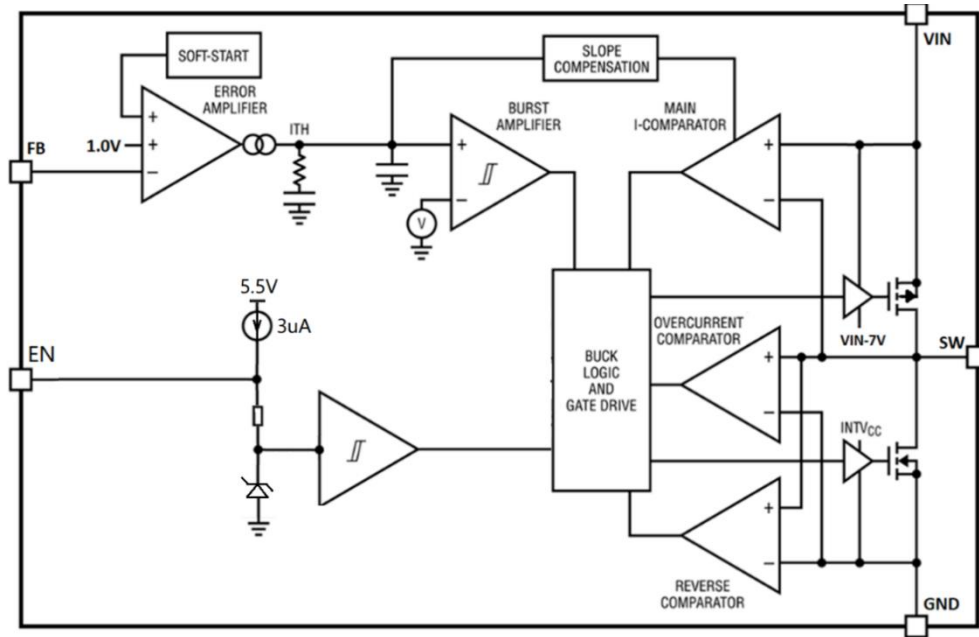 VIN
SOFT-START
SLOPE
COMPENSATION
ERROR
AMPLIFIER
BURST
AMPLIFIER
MAIN
I-COMPARATOR
ITH
+
+
−
1.0V
FB
+
−
V
+
−
5.5V
3uA
EN
BUCK
LOGIC
AND
GATE DRIVE
OVERCURRENT
COMPARATOR
+
−
VIN-7V
SW
INTVCC
+
−
REVERSE
COMPARATOR
GND